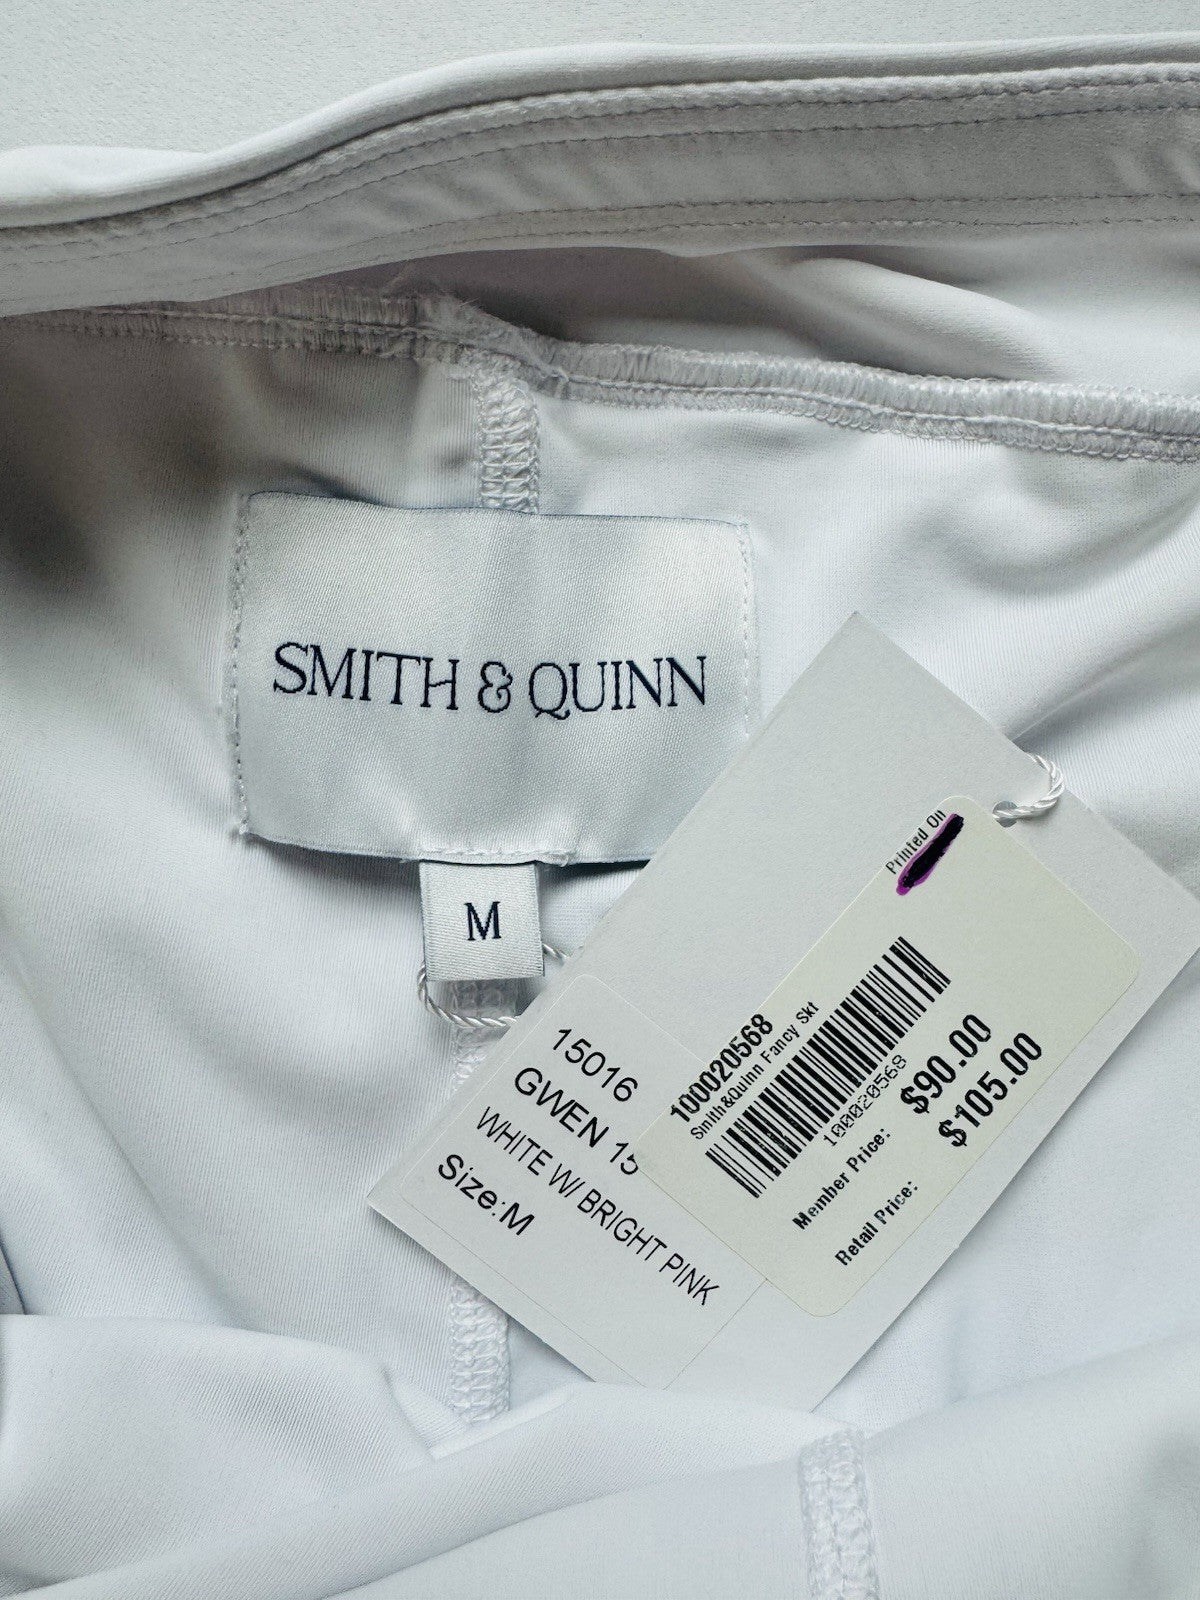 SMITH & QUINN
M
15016
GWEN 15
WHITE W/ BRIGHT PINK
Size:M
Printed On
100020568
Smith&Quinn Fancy Skt
100020568
Member Price: $90.00
Retail Price: $105.00